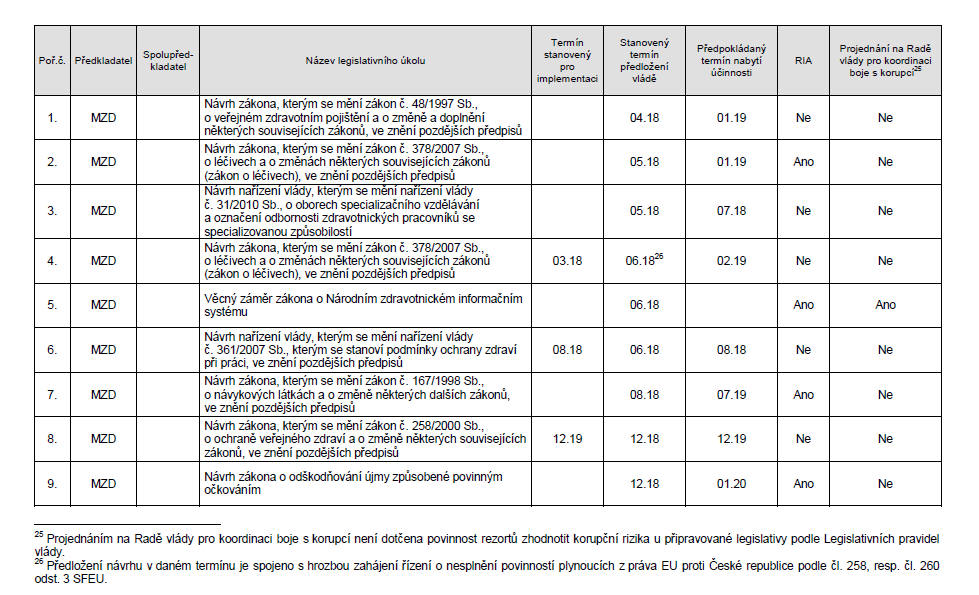 Poř.č. Předkladatel Spolupřed-
kladatel Název legislativního úkolu Termín
stanovený
pro
implementaci Stanovený
termín
předložení
vládě Předpokládaný
termín nabytí
účinnosti RIA Projednání na Radě
vlády pro koordinaci
boje s korupcí25
1. MZD Návrh zákona, kterým se mění zákon č. 48/1997 Sb.,
o veřejném zdravotním pojištění a o změně a doplnění
některých souvisejících zákonů, ve znění pozdějších předpisů 04.18 01.19 Ne Ne
2. MZD Návrh zákona, kterým se mění zákon č. 378/2007 Sb.,
o léčivech a o změnách některých souvisejících zákonů
(zákon o léčivech), ve znění pozdějších předpisů 05.18 01.19 Ano Ne
3. MZD Návrh nařízení vlády, kterým se mění nařízení vlády
č. 31/2010 Sb., o oborech specializačního vzdělávání
a označení odbornosti zdravotnických pracovníků se
specializovanou způsobilostí 05.18 07.18 Ne Ne
4. MZD Návrh zákona, kterým se mění zákon č. 378/2007 Sb.,
o léčivech a o změnách některých souvisejících zákonů
(zákon o léčivech), ve znění pozdějších předpisů 03.18 06.1826 02.19 Ne Ne
5. MZD Věcný záměr zákona o Národním zdravotnickém informačním
systému 06.18 Ano Ano
6. MZD Návrh nařízení vlády, kterým se mění nařízení vlády
č. 361/2007 Sb., kterým se stanoví podmínky ochrany zdraví
při práci, ve znění pozdějších předpisů 08.18 06.18 08.18 Ne Ne
7. MZD Návrh zákona, kterým se mění zákon č. 167/1998 Sb.,
o návykových látkách a o změně některých dalších zákonů,
ve znění pozdějších předpisů 08.18 07.19 Ano Ne
8. MZD Návrh zákona, kterým se mění zákon č. 258/2000 Sb.,
o ochraně veřejného zdraví a o změně některých souvisejících
zákonů, ve znění pozdějších předpisů 12.19 12.18 12.19 Ne Ne
9. MZD Návrh zákona o odškodňování újmy způsobené povinným
očkováním 12.18 01.20 Ano Ne
25 Projednáním na Radě vlády pro koordinaci boje s korupcí není dotčena povinnost rezortů zhodnotit korupční rizika u připravované legislativy podle Legislativních pravidel
vlády.
26 Předložení návrhu v daném termínu je spojeno s hrozbou zahájení řízení o nesplnění povinností plynoucích z práva EU proti České republice podle čl. 258, resp. čl. 260
odst. 3 SFEU.